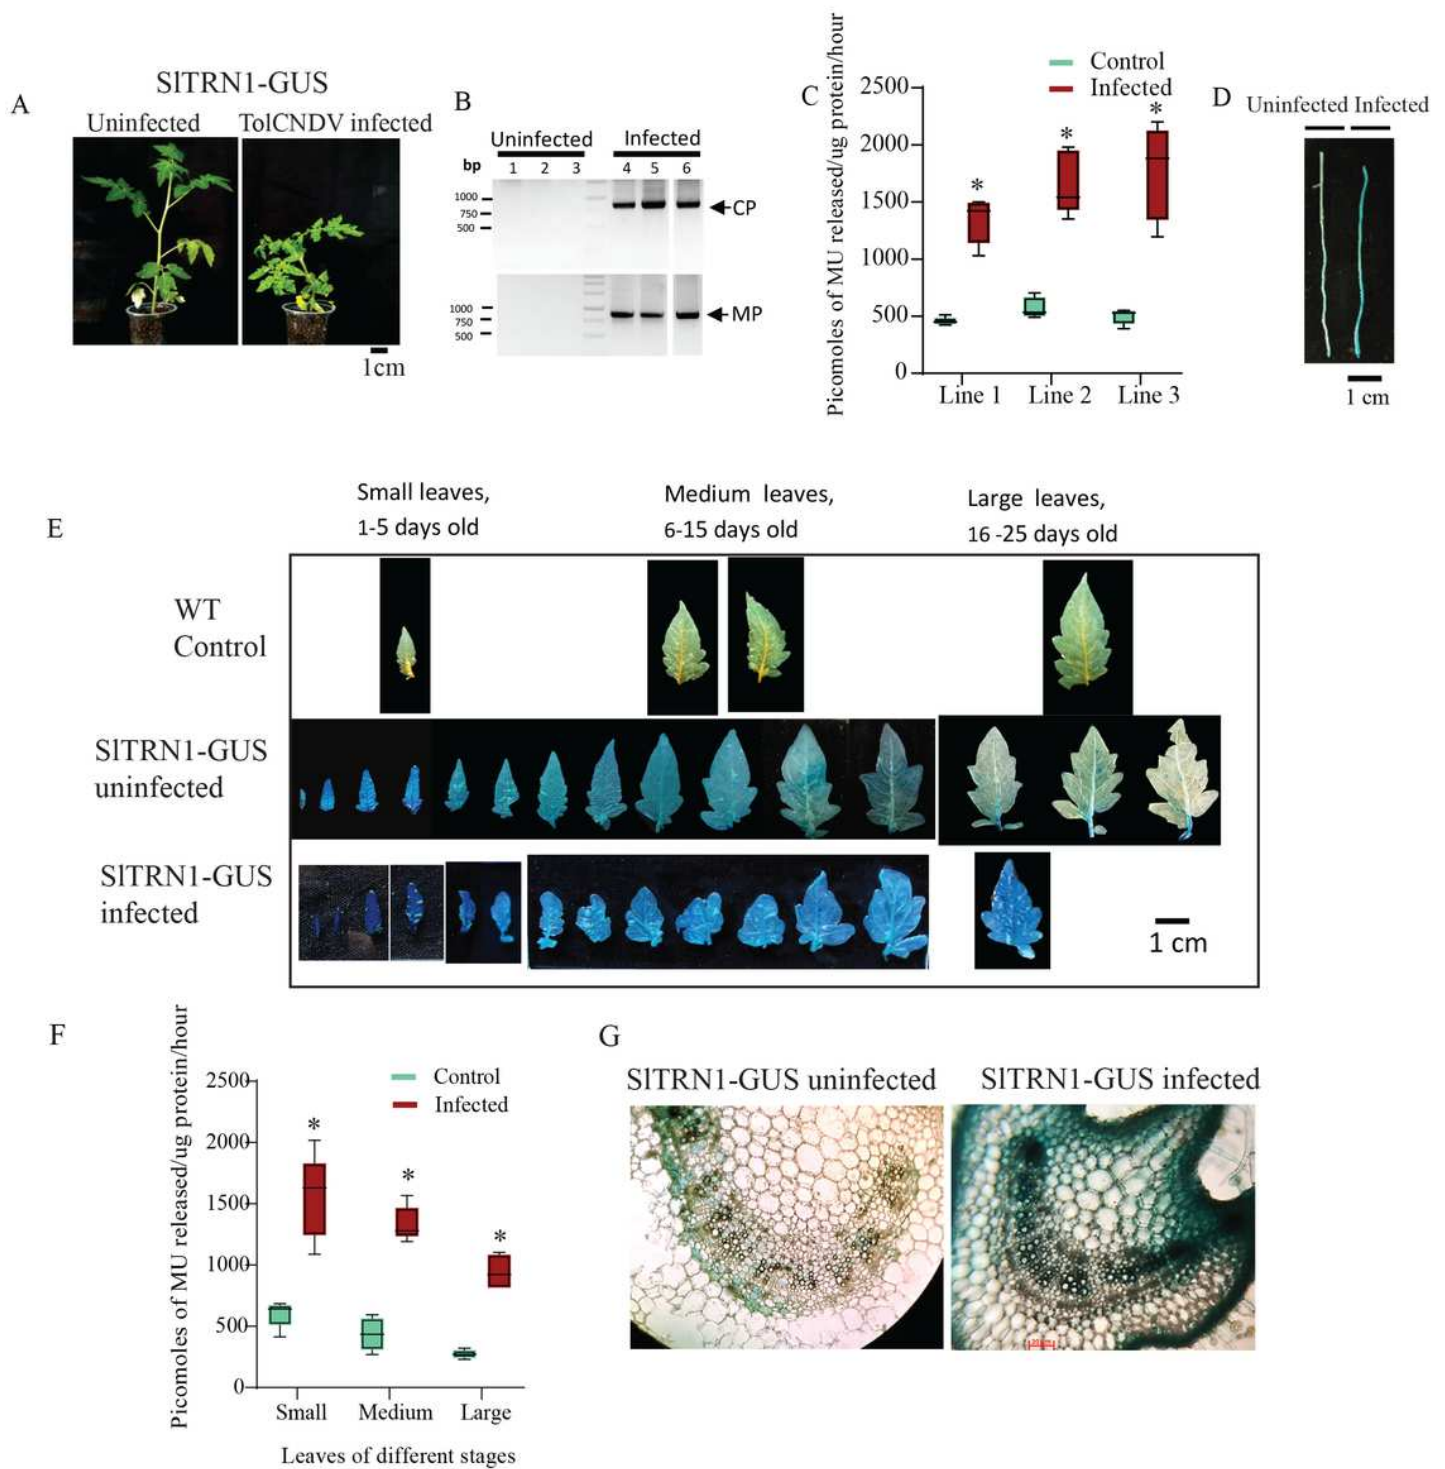 SlTRN1-GUS
A
Uninfected
TolCNDV infected
1cm
B
Uninfected
Infected
bp
1 2 3 4 5 6
1000
750
500
CP
1000
750
500
MP
C
Picomoles of MU released/ug protein/hour
Control
Infected
2500
2000
1500
1000
500
0
* * *
Line 1 Line 2 Line 3
D
Uninfected Infected
1 cm
E
Small leaves,
1-5 days old
Medium leaves,
6-15 days old
Large leaves,
16 -25 days old
WT
Control
SlTRN1-GUS
uninfected
SlTRN1-GUS
infected
1 cm
F
Picomoles of MU released/ug protein/hour
Control
Infected
2500
2000
1500
1000
500
0
* * *
Small Medium Large
Leaves of different stages
G
SlTRN1-GUS uninfected
SlTRN1-GUS infected